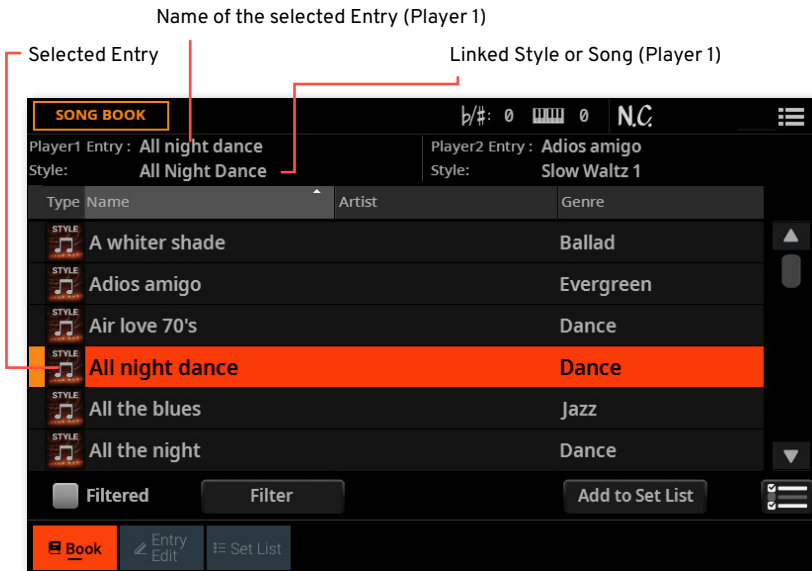 Name of the selected Entry (Player 1)
Selected Entry
Linked Style or Song (Player 1)
SONG BOOK
♭/#: 0 0 N.C.
Player1 Entry : All night dance
Player2 Entry : Adios amigo
Style: All Night Dance
Style: Slow Waltz 1
Type Name Artist Genre
STYLE A whiter shade Ballad
STYLE Adios amigo Evergreen
STYLE Air love 70's Dance
STYLE All night dance Dance
STYLE All the blues Jazz
STYLE All the night Dance
Filtered Filter Add to Set List
Book Entry Edit Set List